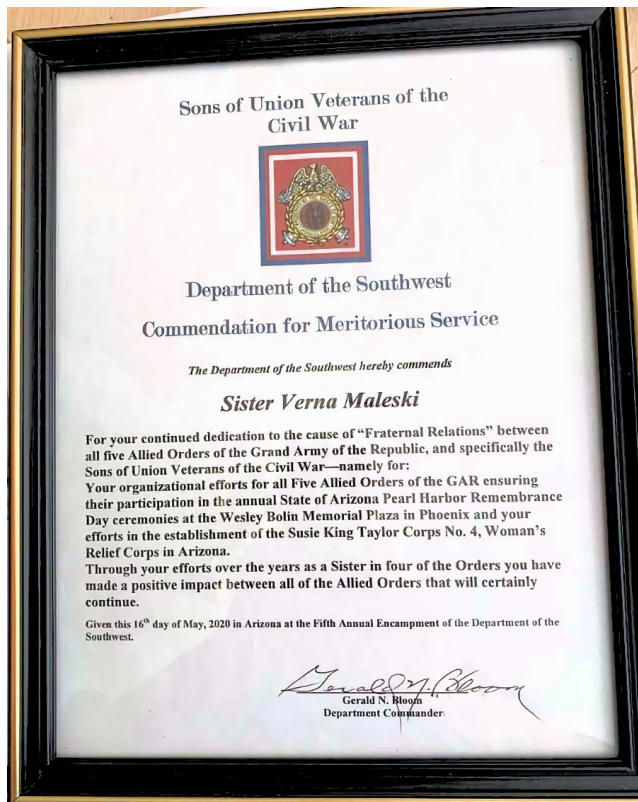 Sons of Union Veterans of the
Civil War
Department of the Southwest
Commendation for Meritorious Service
The Department of the Southwest hereby commends
Sister Verna Maleski
For your continued dedication to the cause of “Fraternal Relations” between
all five Allied Orders of the Grand Army of the Republic, and specifically the
Sons of Union Veterans of the Civil War—namely for:
Your organizational efforts for all Five Allied Orders of the GAR ensuring
their participation in the annual State of Arizona Pearl Harbor Remembrance
Day ceremonies at the Wesley Bolin Memorial Plaza in Phoenix and your
efforts in the establishment of the Susie King Taylor Corps No. 4, Woman’s
Relief Corps in Arizona.
Through your efforts over the years as a Sister in four of the Orders you have
made a positive impact between all of the Allied Orders that will certainly
continue.
Given this 16th day of May, 2020 in Arizona at the Fifth Annual Encampment of the Department of the
Southwest.
Gerald N. Bloom
Gerald N. Bloom
Department Commander